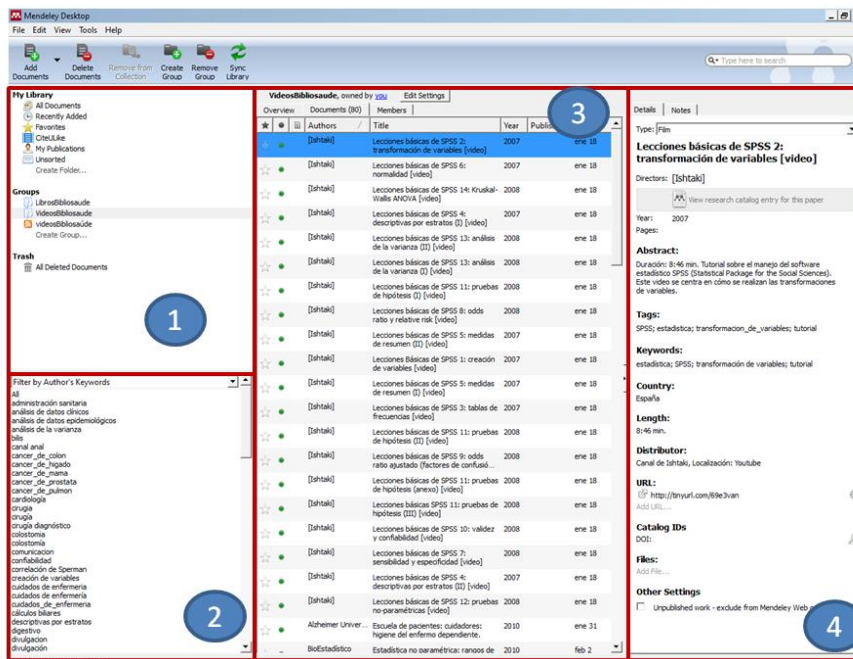 Mendeley Desktop
File Edit View Tools Help
Add Documents
Delete Documents
Remove from Collection
Create Group
Remove Group
Sync Library
Type here to search
My Library
All Documents
Recently Added
Favorites
CiteULike
My Publications
Unsorted
Create Folder...
Groups
LibrosBibliosaude
VideosBibliosaude
videosBibliosaúde
Create Group...
Trash
All Deleted Documents
1
Filter by Author's Keywords
All
administración sanitaria
análisis de datos clínicos
análisis de datos epidemiológicos
análisis de la varianza
bilis
canal anal
cancer_de_colon
cancer_de_higado
cancer_de_mama
cancer_de_prostata
cancer_de_pulmon
cardiología
cirugia
cirugía
cirugía diagnóstico
colostomia
colostomía
comunicacion
confiabilidad
correlación de Sperman
creación de variables
cuidados de enfermeria
cuidados de enfermería
cuidados_de_enfermeria
cálculos biliares
descriptivas por estratos
digestivo
divulgacion
divulgación
2
VideosBibliosaude, owned by you Edit Settings
Overview Documents (80) Members
3
Authors Title Year
[Ishtaki] Lecciones básicas de SPSS 2: 2007 ene 18
transformación de variables [video]
[Ishtaki] Lecciones básicas de SPSS 6: 2007 ene 18
normalidad [video]
[Ishtaki] Lecciones básicas de SPSS 14: Kruskal- 2008 ene 18
Wallis ANOVA [video]
[Ishtaki] Lecciones básicas de SPSS 4: 2007 ene 18
descriptivas por estratos (I) [video]
[Ishtaki] Lecciones básicas de SPSS 13: análisis 2008 ene 18
de la varianza (II) [video]
[Ishtaki] Lecciones básicas de SPSS 13: análisis 2008 ene 18
de la varianza (I) [video]
[Ishtaki] Lecciones básicas de SPSS 11: pruebas 2008 ene 18
de hipótesis (I) [video]
[Ishtaki] Lecciones básicas de SPSS 8: odds 2008 ene 18
ratio y relative risk [video]
[Ishtaki] Lecciones básicas de SPSS 5: medidas 2007 ene 18
de resumen (II) [video]
[Ishtaki] Lecciones básicas de SPSS 1: creación 2007 ene 18
de variables [video]
[Ishtaki] Lecciones básicas de SPSS 5: medidas 2007 ene 18
de resumen (I) [video]
[Ishtaki] Lecciones básicas de SPSS 3: tablas de 2007 ene 18
frecuencias [video]
[Ishtaki] Lecciones básicas de SPSS 11: pruebas 2008 ene 18
de hipótesis (II) [video]
[Ishtaki] Lecciones básicas de SPSS 9: odds 2008 ene 18
ratio ajustado (factores de confusió...
[Ishtaki] Lecciones básicas de SPSS 11: pruebas 2008 ene 18
de hipótesis (anexo) [video]
[Ishtaki] Lecciones básicas SPSS 11: pruebas de 2008 ene 18
hipótesis (III) [video]
[Ishtaki] Lecciones básicas de SPSS 10: validez 2008 ene 18
y confiabilidad [video]
[Ishtaki] Lecciones básicas de SPSS 7: 2008 ene 18
sensibilidad y especificidad [video]
[Ishtaki] Lecciones básicas de SPSS 4: 2007 ene 18
descriptivas por estratos (II) [video]
[Ishtaki] Lecciones básicas de SPSS 12: pruebas 2008 ene 18
no-paramétricas [video]
Alzheimer Univer... Escuela de pacientes: cuidadores: 2010 ene 31
higiene del enfermo dependiente.
BioEstadístico Estadística no paramétrica: rangos de 2010 feb 2
Details Notes
Type: Film
Lecciones básicas de SPSS 2:
transformación de variables [video]
Directors: [Ishtaki]
View research catalog entry for this paper
Year: 2007
Pages:
Abstract:
Duración: 8:46 min. Tutorial sobre el manejo del software
estadístico SPSS (Statistical Package for the Social Sciences).
Este video se centra en cómo se realizan las transformaciones
de variables.
Tags:
SPSS; estadistica; transformacion_de_variables; tutorial
Keywords:
estadística; SPSS; transformación de variables; tutorial
Country:
España
Length:
8:46 min.
Distributor:
Canal de Ishtaki, Localización: Youtube
URL:
http://tinyurl.com/69e3van
Add URL...
Catalog IDs
DOI:
Files:
Add File...
Other Settings
Unpublished work - exclude from Mendeley Web
4